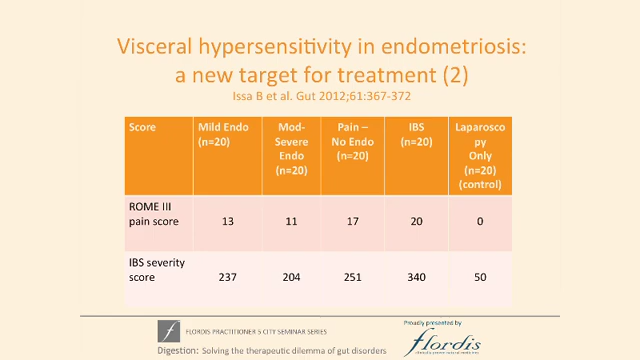 Visceral hypersensitivity in endometriosis:
a new target for treatment (2)
Issa B et al. Gut 2012;61:367-372
Score Mild Endo (n=20) Mod-Severe Endo (n=20) Pain – No Endo (n=20) IBS (n=20) Laparoscopy Only (n=20) (control)
ROME III pain score 13 11 17 20 0
IBS severity score 237 204 251 340 50
f FLORDIS PRACTITIONER 5 CITY SEMINAR SERIES
Digestion: Solving the therapeutic dilemma of gut disorders
Proudly presented by
flordis